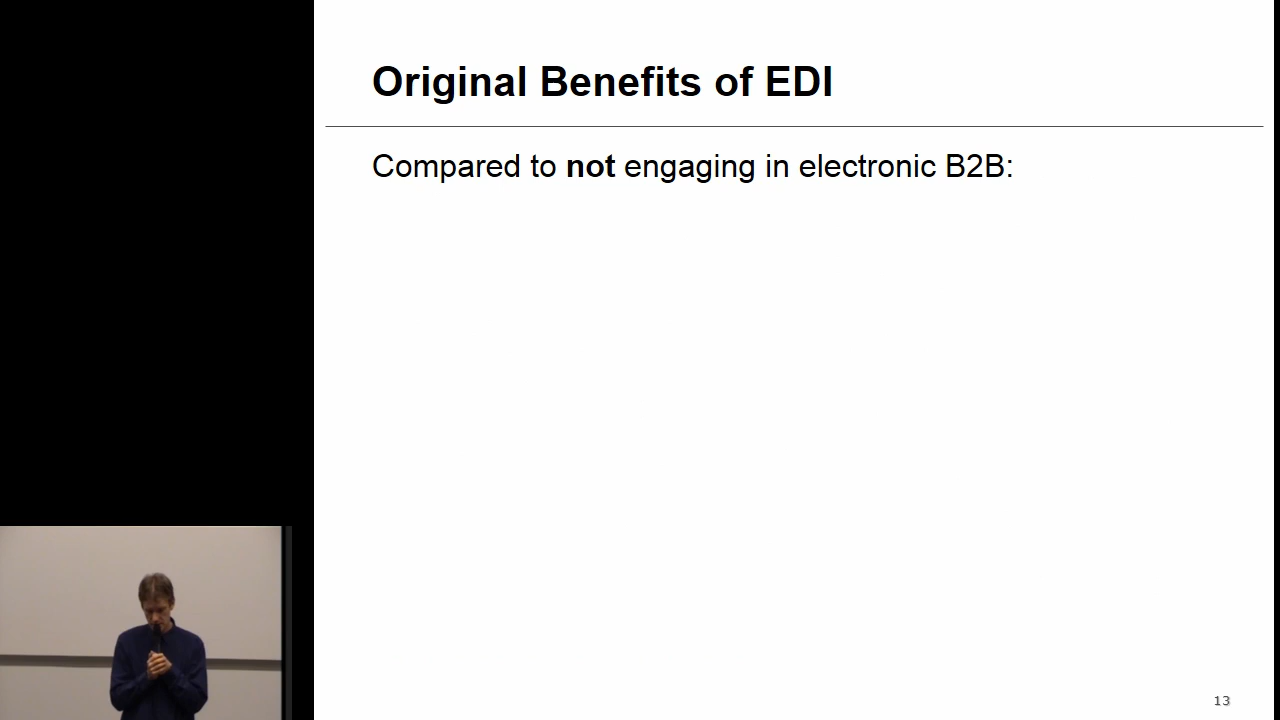 Original Benefits of EDI
Compared to not engaging in electronic B2B:
13